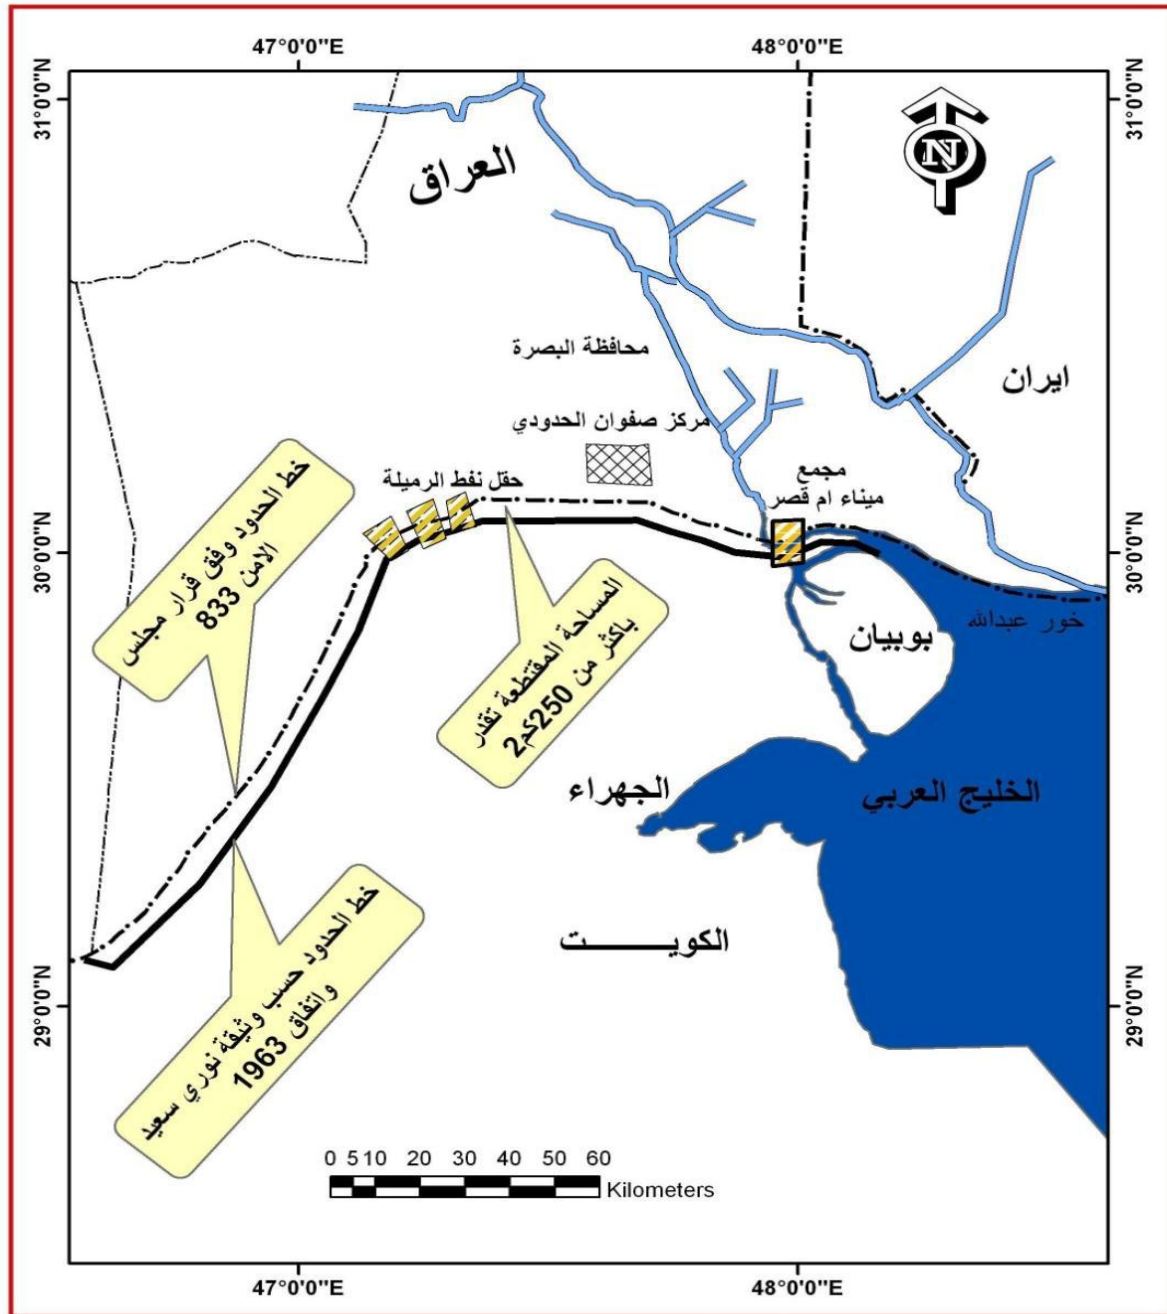 47°0'0"E
48°0'0"E
31°0'0"N
31°0'0"N
N
العراق
محافظة البصرة
ايران
مركز صفوان الحدودي
مجمع
ميناء ام قصر
حقل نفط الرميلة
خط الحدود وفق قرار مجلس
الامن 833
30°0'0"N
30°0'0"N
المساحة المقتطعة تقدر
باكثر من 250كم2
خور عبدالله
بوبيان
الجهراء
الخليج العربي
خط الحدود حسب وثيقة نوري سعيد
واتفاق 1963
الكويــــت
29°0'0"N
29°0'0"N
0 5 10 20 30 40 50 60
Kilometers
47°0'0"E
48°0'0"E